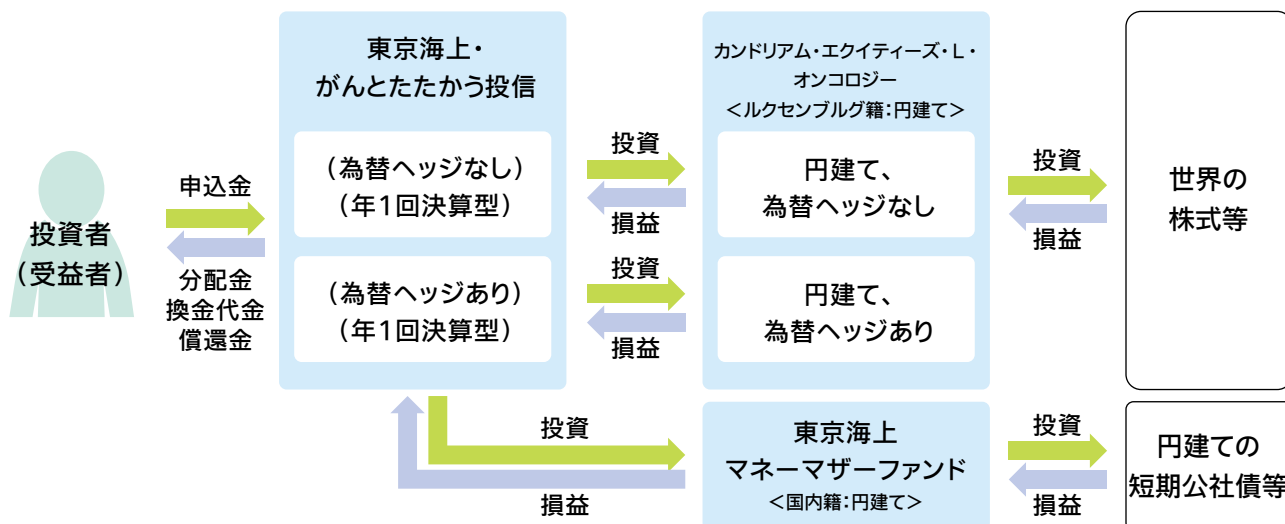 投資者
（受益者）
申込金
分配金
換金代金
償還金
東京海上・
がんとたたかう投信
（為替ヘッジなし）
（年1回決算型）
（為替ヘッジあり）
（年1回決算型）
投資
損益
投資
損益
カンドリアム・エクイティーズ・L・
オンコロジー
＜ルクセンブルグ籍：円建て＞
円建て、
為替ヘッジなし
円建て、
為替ヘッジあり
投資
損益
世界の
株式等
投資
損益
東京海上
マネーマザーファンド
＜国内籍：円建て＞
投資
損益
円建ての
短期公社債等